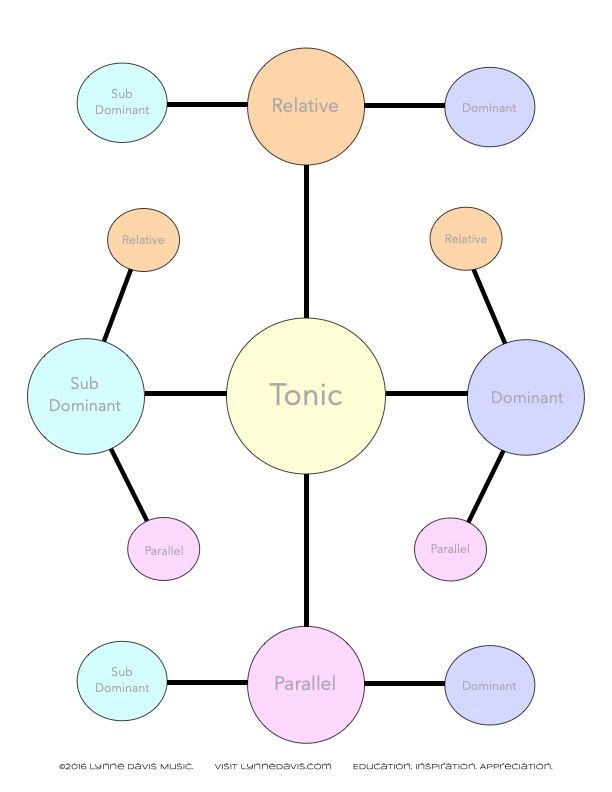 Sub
Dominant
Relative
Dominant
Relative
Relative
Sub
Dominant
Tonic
Dominant
Parallel
Parallel
Sub
Dominant
Parallel
Dominant
©2016 Lynne Davis Music. Visit LynneDavis.com Education. Inspiration. Appreciation.